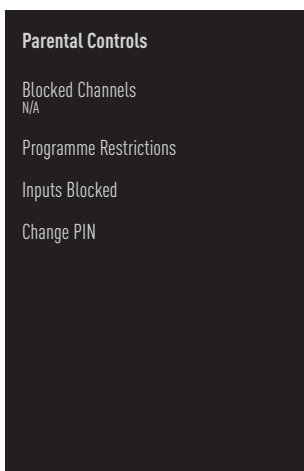 Parental Controls
Blocked Channels
N/A
Programme Restrictions
Inputs Blocked
Change PIN